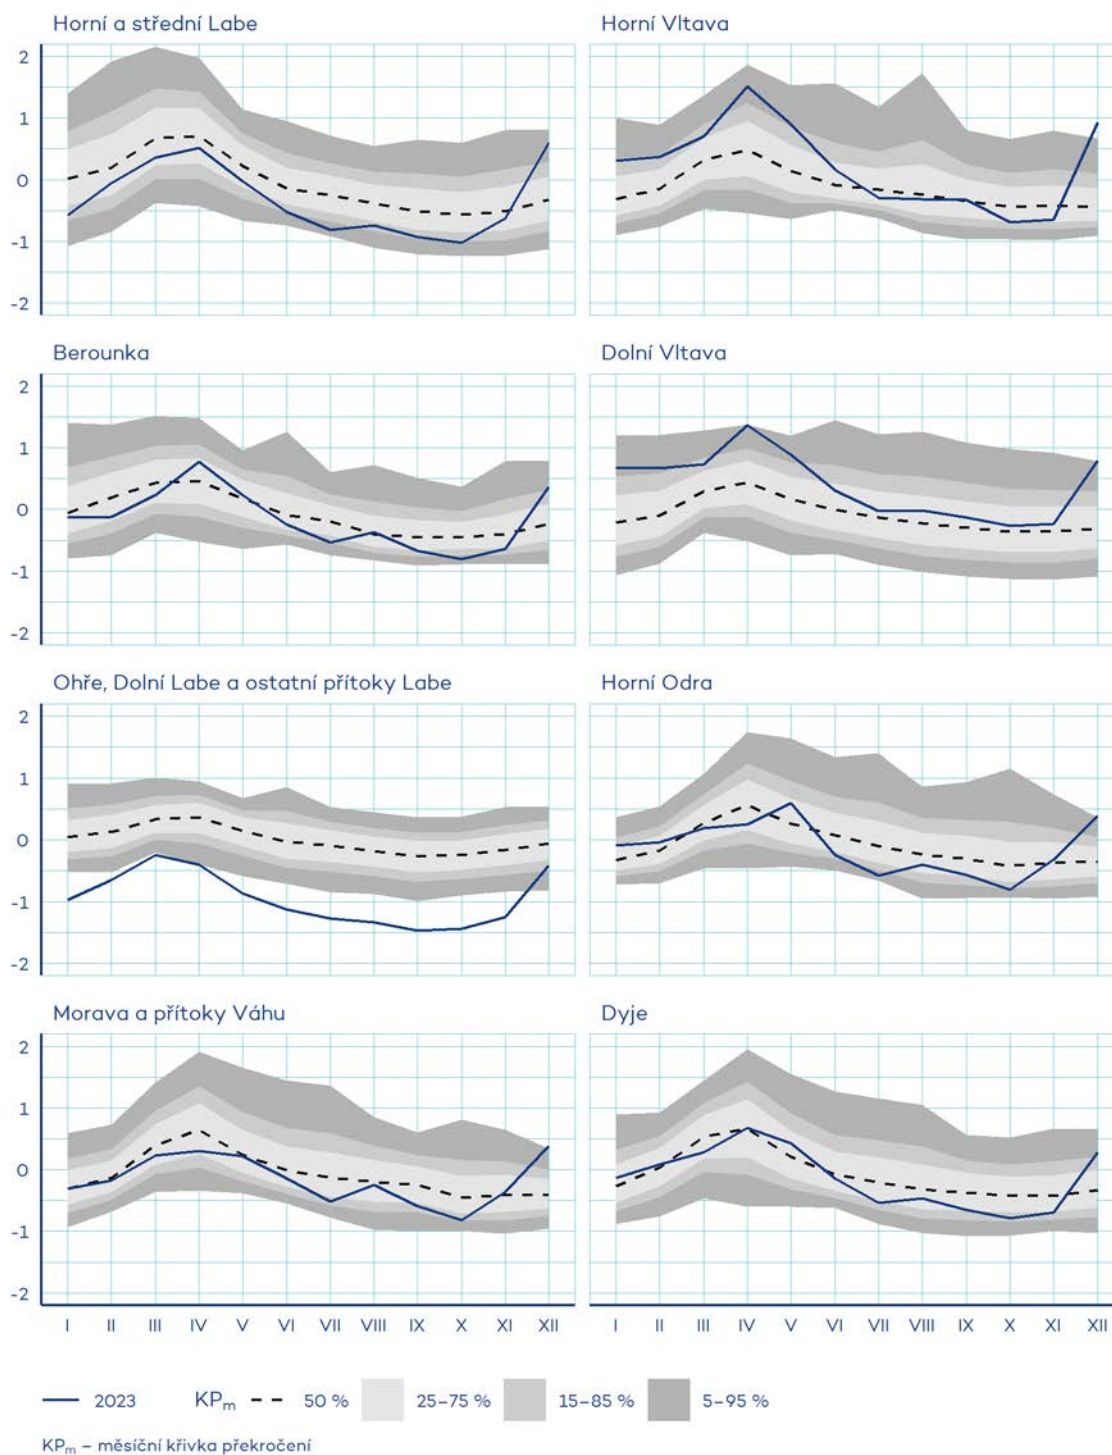 Horní a střední Labe
Horní Vltava
2
1
0
-1
-2
Berounka
Dolní Vltava
2
1
0
-1
-2
Ohře, Dolní Labe a ostatní přítoky Labe
Horní Odra
2
1
0
-1
-2
Morava a přítoky Váhu
Dyje
2
1
0
-1
-2
I II III IV V VI VII VIII IX X XI XII
I II III IV V VI VII VIII IX X XI XII
2023 KPm 50 % 25–75 % 15–85 % 5–95 %
KPm – měsíční křivka překročení